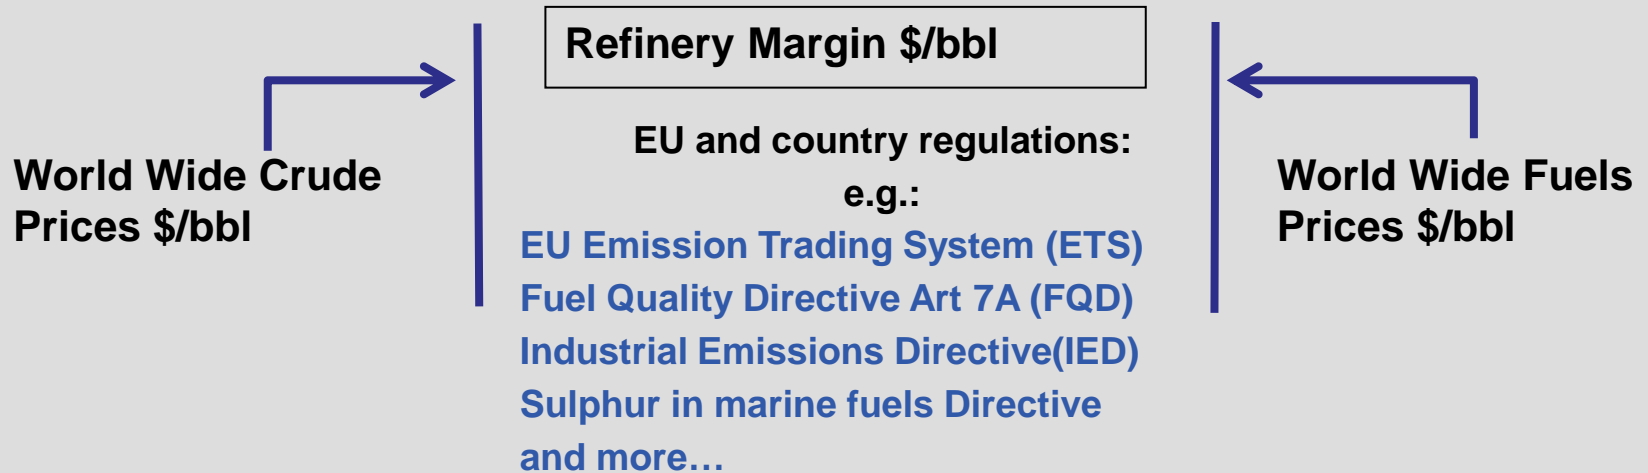 Refinery Margin $/bbl
EU and country regulations:
e.g.:
World Wide Crude
Prices $/bbl
EU Emission Trading System (ETS)
Fuel Quality Directive Art 7A (FQD)
Industrial Emissions Directive(IED)
Sulphur in marine fuels Directive
and more…
World Wide Fuels
Prices $/bbl